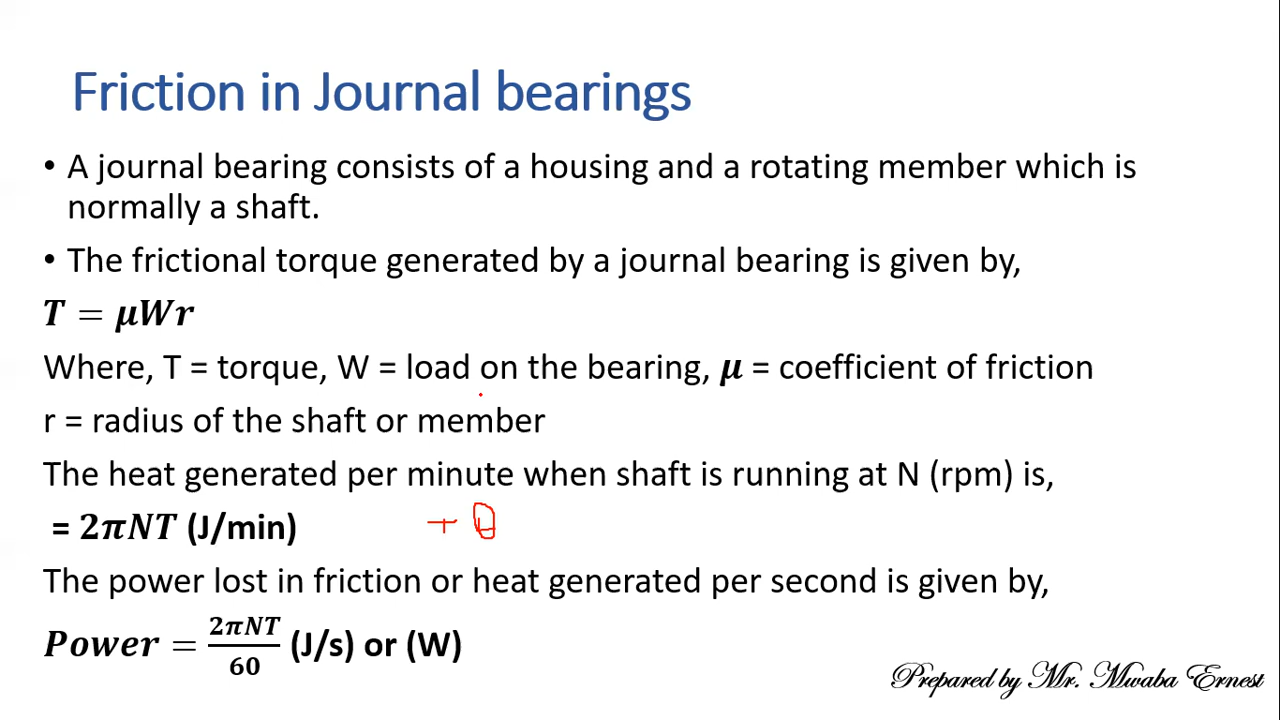 Friction in Journal bearings
• A journal bearing consists of a housing and a rotating member which is
normally a shaft.
• The frictional torque generated by a journal bearing is given by,
T = μWr
Where, T = torque, W = load on the bearing, μ = coefficient of friction
r = radius of the shaft or member
The heat generated per minute when shaft is running at N (rpm) is,
= 2πNT (J/min)
The power lost in friction or heat generated per second is given by,
Power = 2πNT/60 (J/s) or (W)
Prepared by Mr. Mwaba Ernest